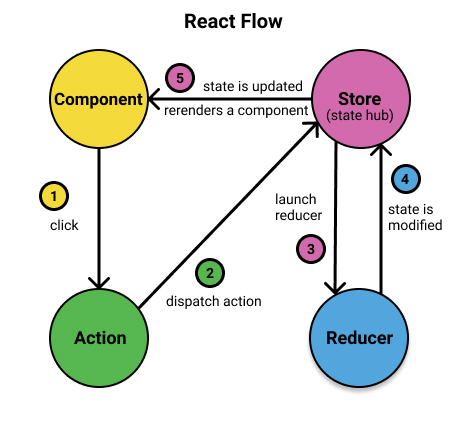 React Flow
5
state is updated
Component
Store
(state hub)
rerenders a component
1
click
4
state is
modified
launch
reducer
3
2
dispatch action
Action
Reducer